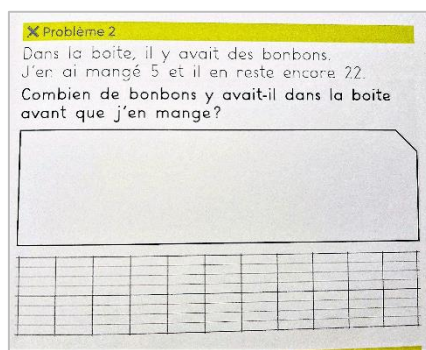 Problème 2
Dans la boite, il y avait des bonbons.
J'en ai mangé 5 et il en reste encore 22.
Combien de bonbons y avait-il dans la boite
avant que j'en mange ?